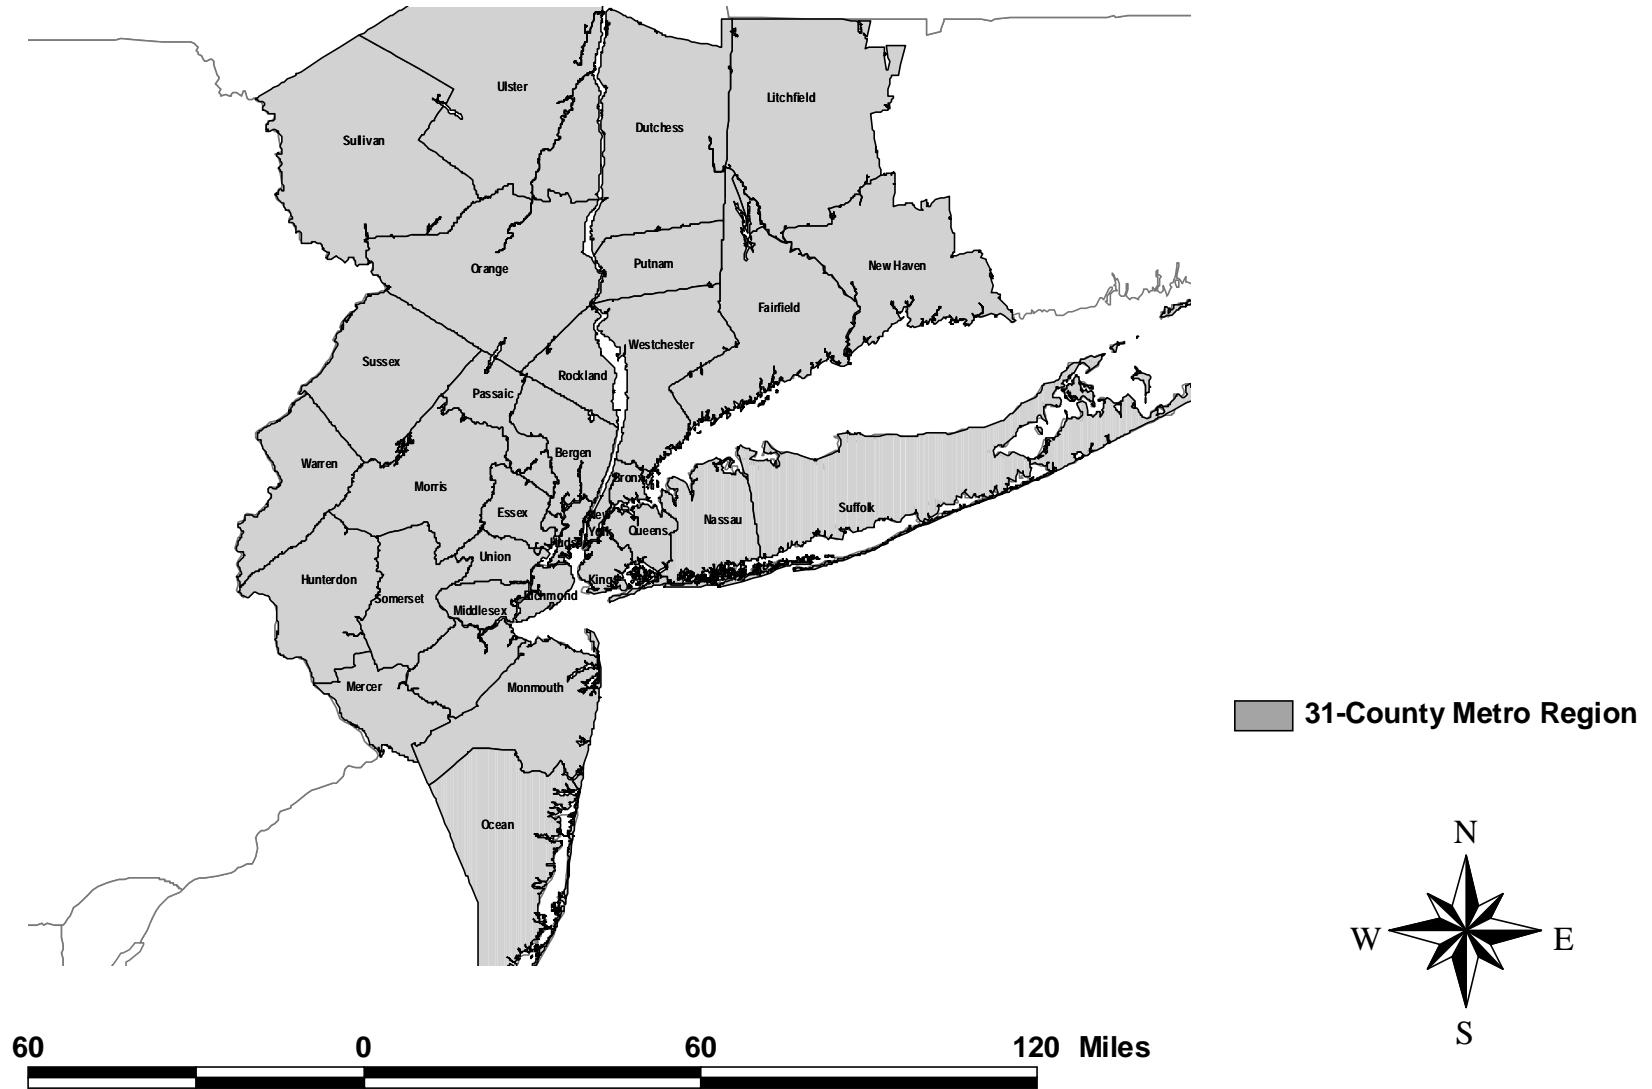 Ulster
Litchfield
Dutchess
Sullivan
Orange
Putnam
New Haven
Fairfield
Westchester
Sussex
Rockland
Passaic
Bergen
Warren
Bronx
Morris
Essex
New
York
Suffolk
Nassau
Queens
Union
Hunterdon
Kings
Somerset
Richmond
Middlesex
Mercer
Monmouth
31-County Metro Region
Ocean
N
W E
S
60 0 60 120 Miles